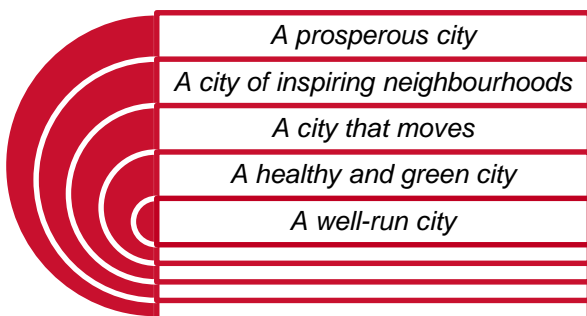 A prosperous city
A city of inspiring neighbourhoods
A city that moves
A healthy and green city
A well-run city